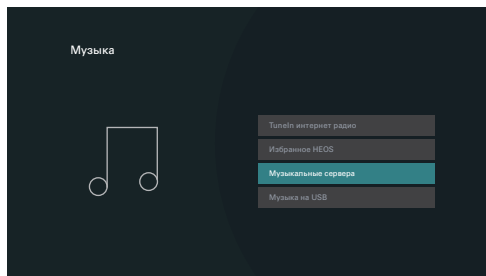 Музыка
TuneIn интернет радио
Избранное HEOS
Музыкальные сервера
Музыка на USB